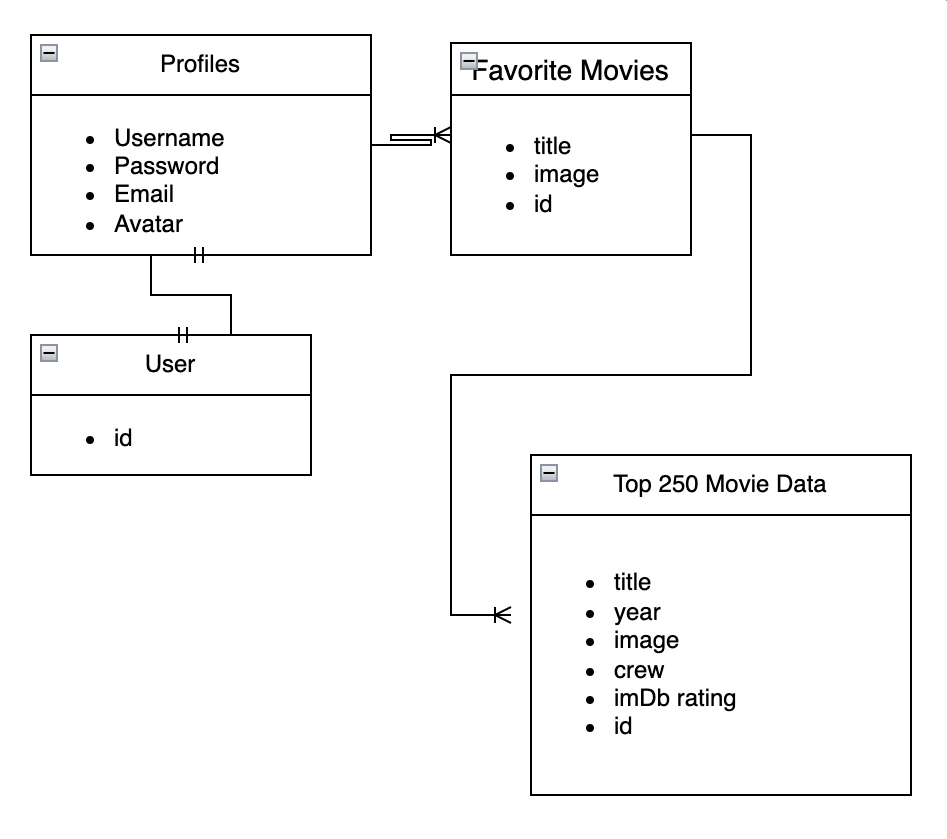 Profiles
• Username
• Password
• Email
• Avatar
Favorite Movies
• title
• image
• id
User
• id
Top 250 Movie Data
• title
• year
• image
• crew
• imDb rating
• id